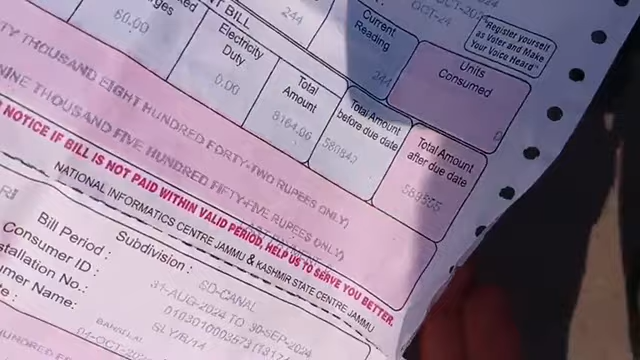 T BILL
244
OCT-24
60.00
Electricity
Duty
0.00
Current
Reading
244
"Register yourself
as Voter and Make
Your Voice Heard"
Units
Consumed
0
Total
Amount
8164.06
Total Amount
before due date
580842
Total Amount
after due date
TY THOUSAND EIGHT HUNDRED FORTY-TWO RUPEES ONLY)
NINE THOUSAND FIVE HUNDRED FIFTY-FIVE RUPEES ONLY)
NOTICE IF BILL IS NOT PAID WITHIN VALID PERIOD, HELP US TO SERVE YOU BETTER.
NATIONAL INFORMATICS CENTRE JAMMU & KASHMIR STATE CENTRE JAMMU
Subdivision : SD-CANAL
Bill Period : 31-AUG-2024 TO 30-SEP-2024
Consumer ID :
stallation No.: SLY/B/14
umer Name: